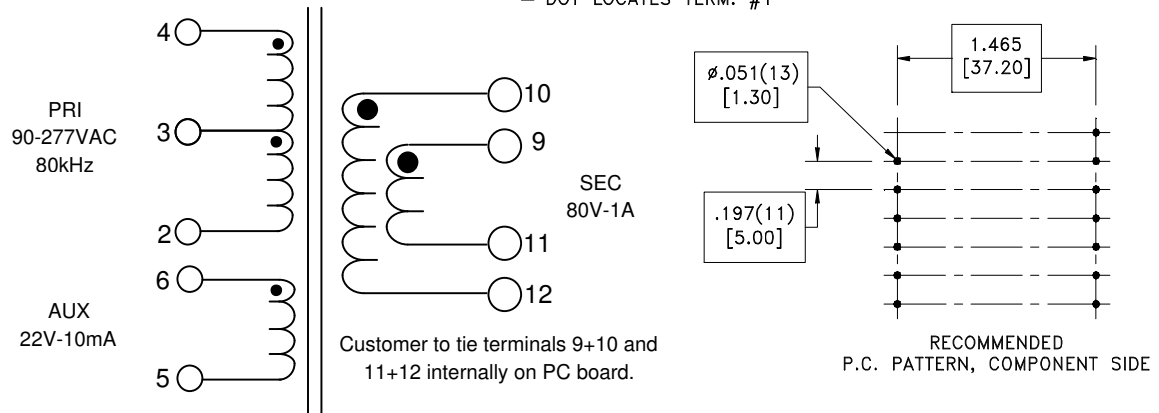 DOT LOCATES TERM. #1
4
PRI
90-277VAC
80kHz
3
2
6
AUX
22V-10mA
5
10
9
SEC
80V-1A
11
12
Customer to tie terminals 9+10 and
11+12 internally on PC board.
1.465
[37.20]
ø.051(13)
[1.30]
.197(11)
[5.00]
RECOMMENDED
P.C. PATTERN, COMPONENT SIDE